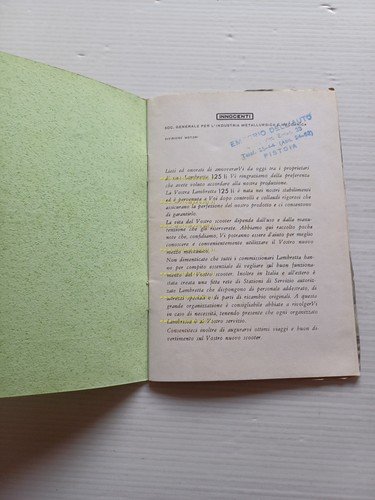 INNOCENTI
SOC. GENERALE PER L'INDUSTRIA METALLURGICA E MECCANICA
DIVISIONE MOTORI
PISTOIA
Lieti ed onorati di annoverarVi da oggi tra i proprietari
di una Lambretta 125 li Vi ringraziamo della preferenza
che avete voluto accordare alla nostra produzione.
La Vostra Lambretta 125 li è nata nei nostri stabilimenti
ed è pervenuta a Voi dopo controlli e collaudi rigorosi che
assicurano la perfezione del nostro prodotto e ci consentono
di garantirlo.
La vita del Vostro scooter dipende dall'uso e dalla manu-
tenzione che gli riserverete. Abbiamo qui raccolto poche
note che, confidiamo, Vi potranno essere d'aiuto per meglio
conoscere e convenientemente utilizzare il Vostro nuovo
mezzo meccanico.
Non dimenticate che tutti i commissionari Lambretta han-
no per compito essenziale di vegliare sul buon funziona-
mento del Vostro scooter. Inoltre in Italia e all'estero è
stata creata una fitta rete di Stazioni di Servizio autoriz-
zate Lambretta che dispongono di personale addestrato, di
attrezzi speciali e di parti di ricambio originali. A questa
grande organizzazione è consigliabile abbiate a rivolgerVi
in caso di necessità, tenendo presente che ogni organizzato
Lambretta è al Vostro servizio.
Consentiteci inoltre di augurarvi ottimi viaggi e buon di-
vertimento sul Vostro nuovo scooter